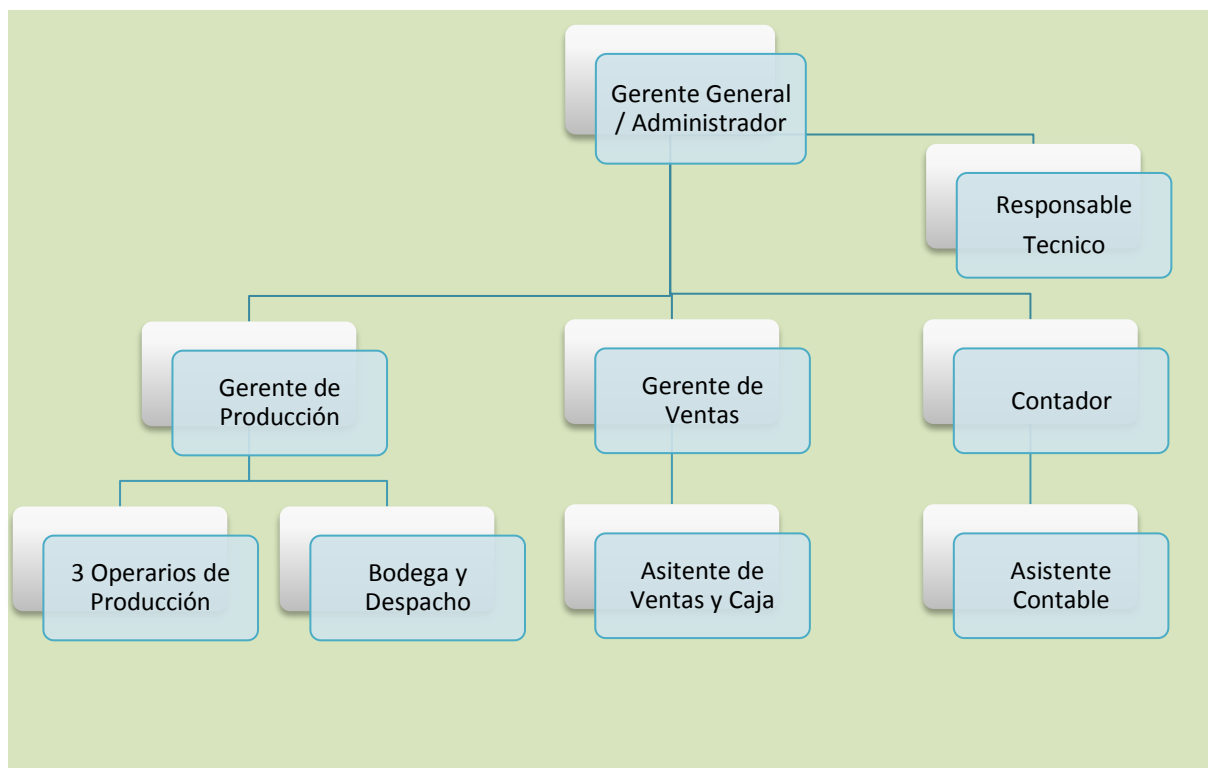 Gerente General
/ Administrador
Responsable
Tecnico
Gerente de
Producción
Gerente de
Ventas
Contador
3 Operarios de
Producción
Bodega y
Despacho
Asitente de
Ventas y Caja
Asistente
Contable